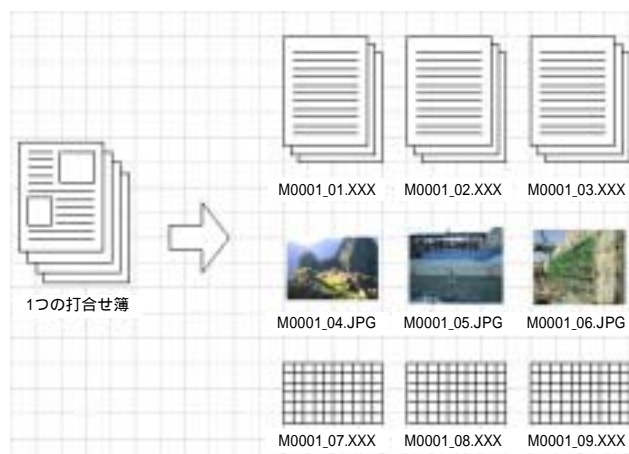 M0001_01.XXX M0001_02.XXX M0001_03.XXX
1つの打合せ簿
M0001_04.JPG M0001_05.JPG M0001_06.JPG
M0001_07.XXX M0001_08.XXX M0001_09.XXX